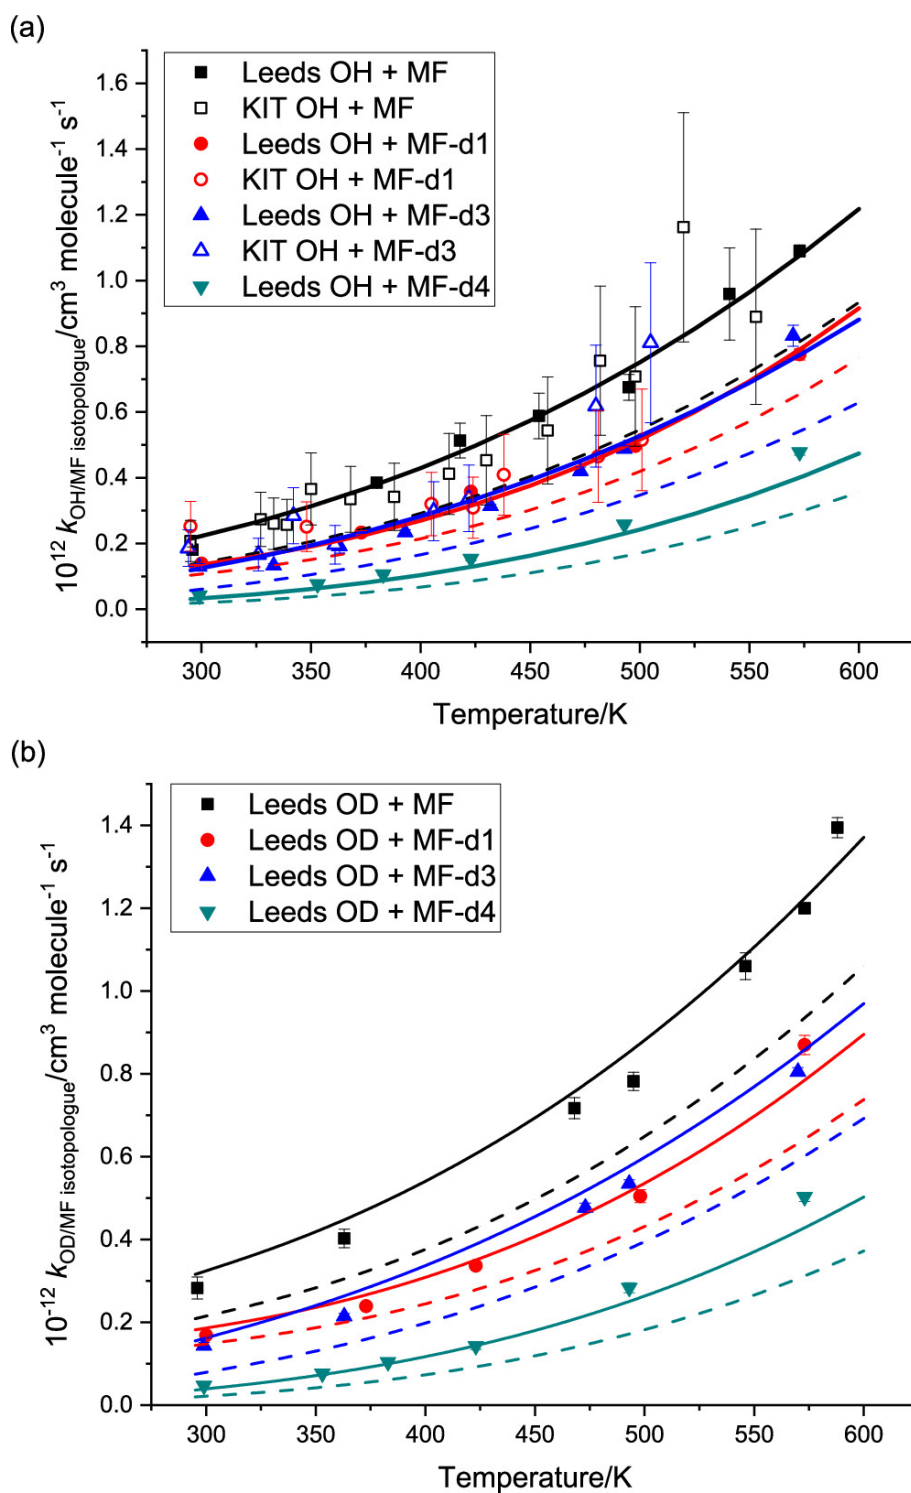 (a)
1.6
1.4
1.2
1.0
0.8
0.6
0.4
0.2
0.0
10¹² k_OH/MF isotopologue/cm³ molecule⁻¹ s⁻¹
Leeds OH + MF
KIT OH + MF
Leeds OH + MF-d1
KIT OH + MF-d1
Leeds OH + MF-d3
KIT OH + MF-d3
Leeds OH + MF-d4
300 350 400 450 500 550 600
Temperature/K
(b)
1.4
1.2
1.0
0.8
0.6
0.4
0.2
0.0
10⁻¹² k_OD/MF isotopologue/cm³ molecule⁻¹ s⁻¹
Leeds OD + MF
Leeds OD + MF-d1
Leeds OD + MF-d3
Leeds OD + MF-d4
300 350 400 450 500 550 600
Temperature/K